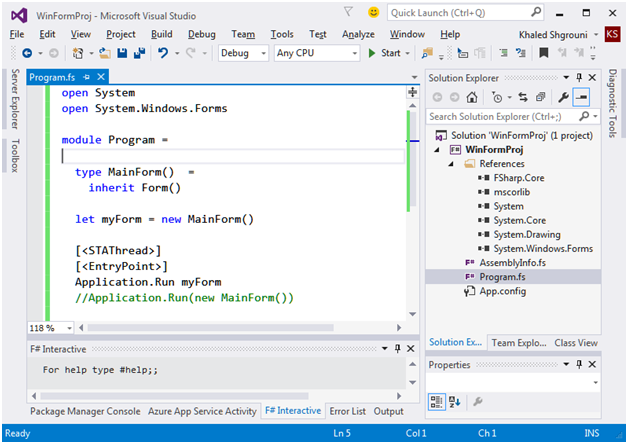 WinFormProj - Microsoft Visual Studio
Quick Launch (Ctrl+Q)
File Edit View Project Build Debug Team Tools Test Analyze Window Help Khaled Shgrouni KS
Debug Any CPU Start
Server Explorer
Toolbox
Program.fs
open System
open System.Windows.Forms
module Program =
type MainForm() =
inherit Form()
let myForm = new MainForm()
[<STAThread>]
[<EntryPoint>]
Application.Run myForm
//Application.Run(new MainForm())
118 %
F# Interactive
For help type #help;;
Package Manager Console Azure App Service Activity F# Interactive Error List Output
Solution Explorer
Search Solution Explorer (Ctrl+;)
Solution 'WinFormProj' (1 project)
F# WinFormProj
References
FSharp.Core
mscorlib
System
System.Core
System.Drawing
System.Windows.Forms
F# AssemblyInfo.fs
F# Program.fs
App.config
Solution Ex... Team Explo... Class View
Properties
Diagnostic Tools
Ready Ln 5 Col 1 Ch 1 INS